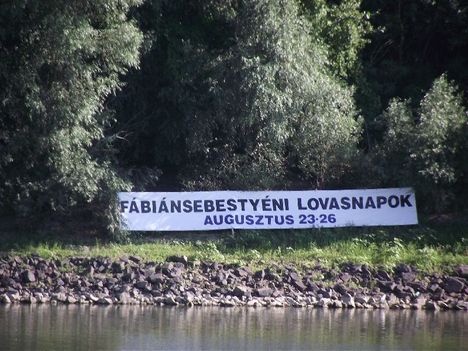 FÁBIÁNSEBESTYÉNI LOVASNAPOK
AUGUSZTUS 23-26